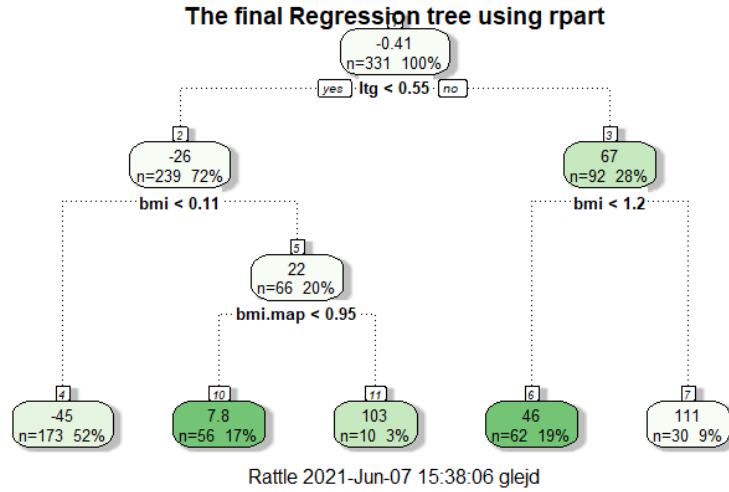 The final Regression tree using rpart
-0.41
n=331 100%
yes ltg < 0.55 no
2
-26
n=239 72%
bmi < 0.11
3
67
n=92 28%
bmi < 1.2
5
22
n=66 20%
bmi.map < 0.95
4
-45
n=173 52%
10
7.8
n=56 17%
11
103
n=10 3%
6
46
n=62 19%
7
111
n=30 9%
Rattle 2021-Jun-07 15:38:06 glejd